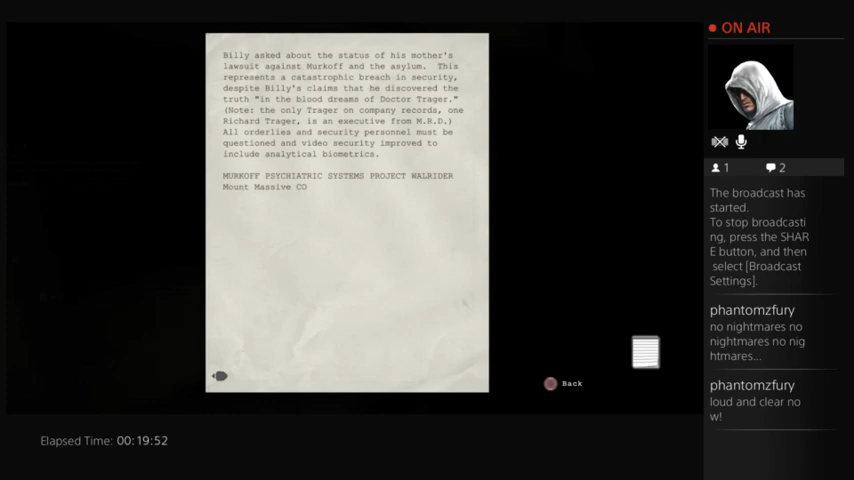 Billy asked about the status of his mother's
lawsuit against Murkoff and the asylum.  This
represents a catastrophic breach in security,
despite Billy's claims that he discovered the
truth "in the blood dreams of Doctor Trager."
(Note: the only Trager on company records, one
Richard Trager, is an executive from M.R.D.)
All orderlies and security personnel must be
questioned and video security improved to
include analytical biometrics.
MURKOFF PSYCHIATRIC SYSTEMS PROJECT WALRIDER
Mount Massive CO
Back
Elapsed Time: 00:19:52
ON AIR
1
2
The broadcast has
started.
To stop broadcasti
ng, press the SHAR
E button, and then
select [Broadcast
Settings].
phantomzfury
no nightmares no
nightmares no nig
htmares...
phantomzfury
loud and clear no
w!